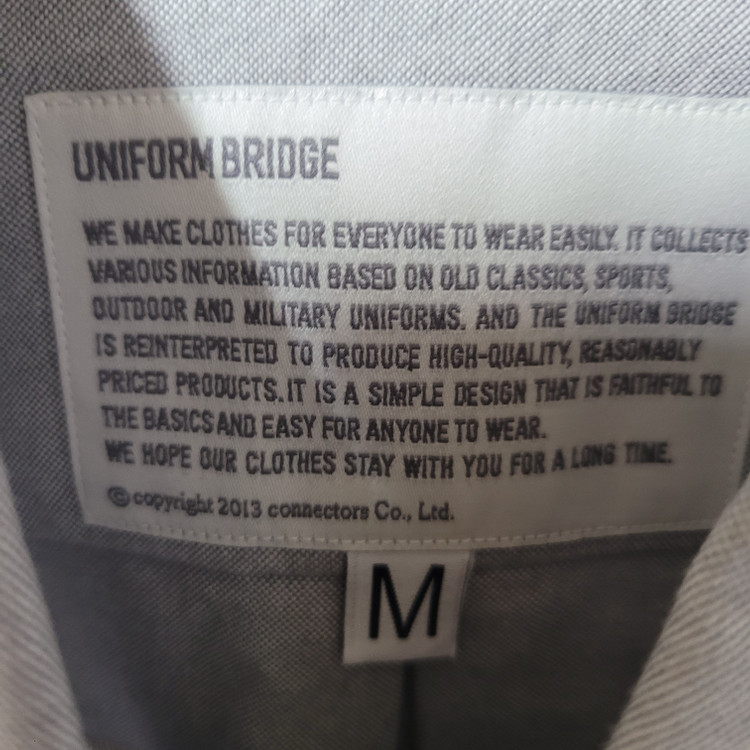 UNIFORM BRIDGE
WE MAKE CLOTHES FOR EVERYONE TO WEAR EASILY. IT COLLECTS
VARIOUS INFORMATION BASED ON OLD CLASSICS, SPORTS,
OUTDOOR AND MILITARY UNIFORMS. AND THE UNIFORM BRIDGE
IS REINTERPRETED TO PRODUCE HIGH-QUALITY, REASONABLY
PRICED PRODUCTS. IT IS A SIMPLE DESIGN THAT IS FAITHFUL TO
THE BASICS AND EASY FOR ANYONE TO WEAR.
WE HOPE OUR CLOTHES STAY WITH YOU FOR A LONG TIME.
© copyright 2013 connectors Co., Ltd.
M